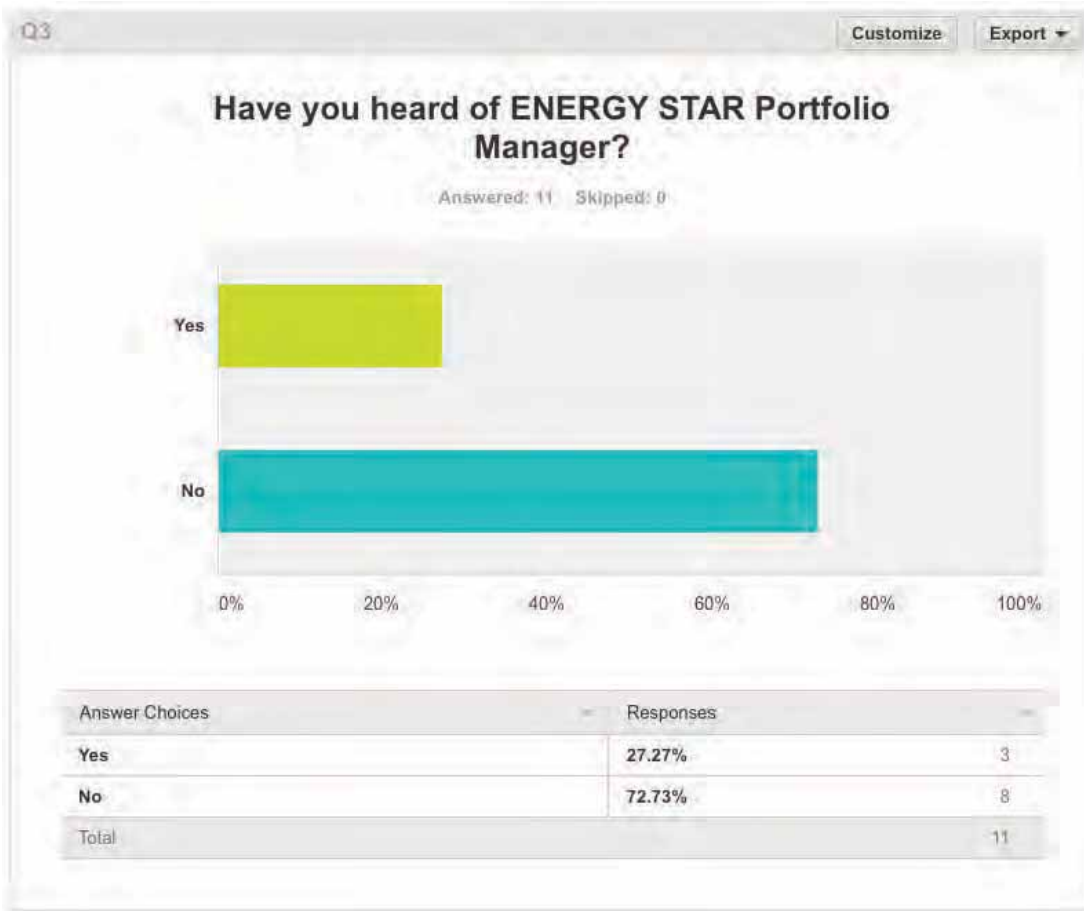 Q3
Customize
Export
Have you heard of ENERGY STAR Portfolio
Manager?
Answered: 11 Skipped: 0
Yes
No
0% 20% 40% 60% 80% 100%
Answer Choices Responses
Yes 27.27% 3
No 72.73% 8
Total 11